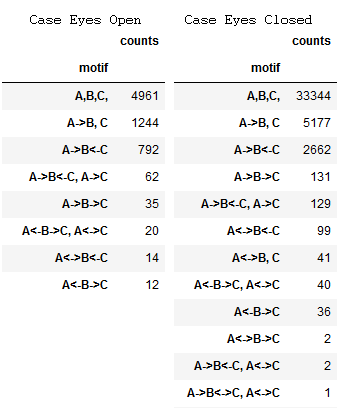 Case Eyes Open
counts
motif
A,B,C, 4961
A->B, C 1244
A->B<-C 792
A->B<-C, A->C 62
A->B->C 35
A<-B->C, A<->C 20
A<->B<-C 14
A<-B->C 12
Case Eyes Closed
counts
motif
A,B,C, 33344
A->B, C 5177
A->B<-C 2662
A->B->C 131
A->B<-C, A->C 129
A<->B<-C 99
A<->B, C 41
A<-B->C, A<->C 40
A<-B->C 36
A<->B->C 2
A->B<-C, A<->C 2
A->B<->C, A<->C 1